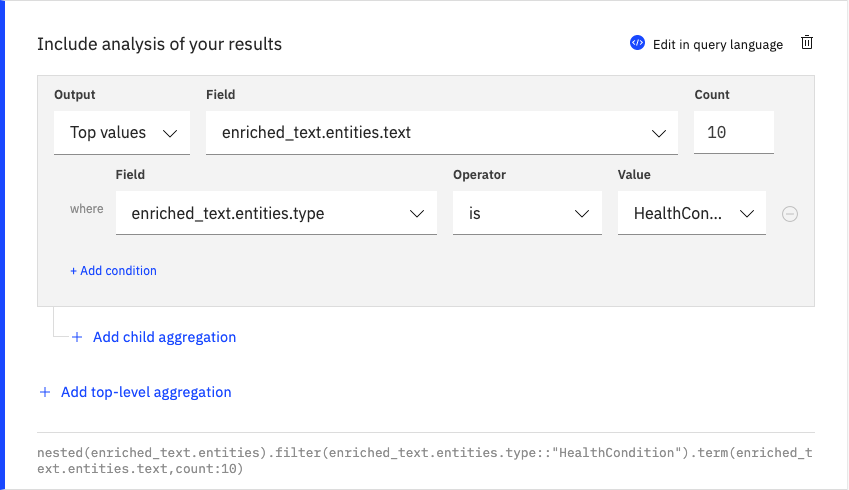 Include analysis of your results
Edit in query language
Output Field Count
Top values enriched_text.entities.text 10
Field Operator Value
where enriched_text.entities.type is HealthCon...
+ Add condition
+ Add child aggregation
+ Add top-level aggregation
nested(enriched_text.entities).filter(enriched_text.entities.type::"HealthCondition").term(enriched_t
ext.entities.text,count:10)